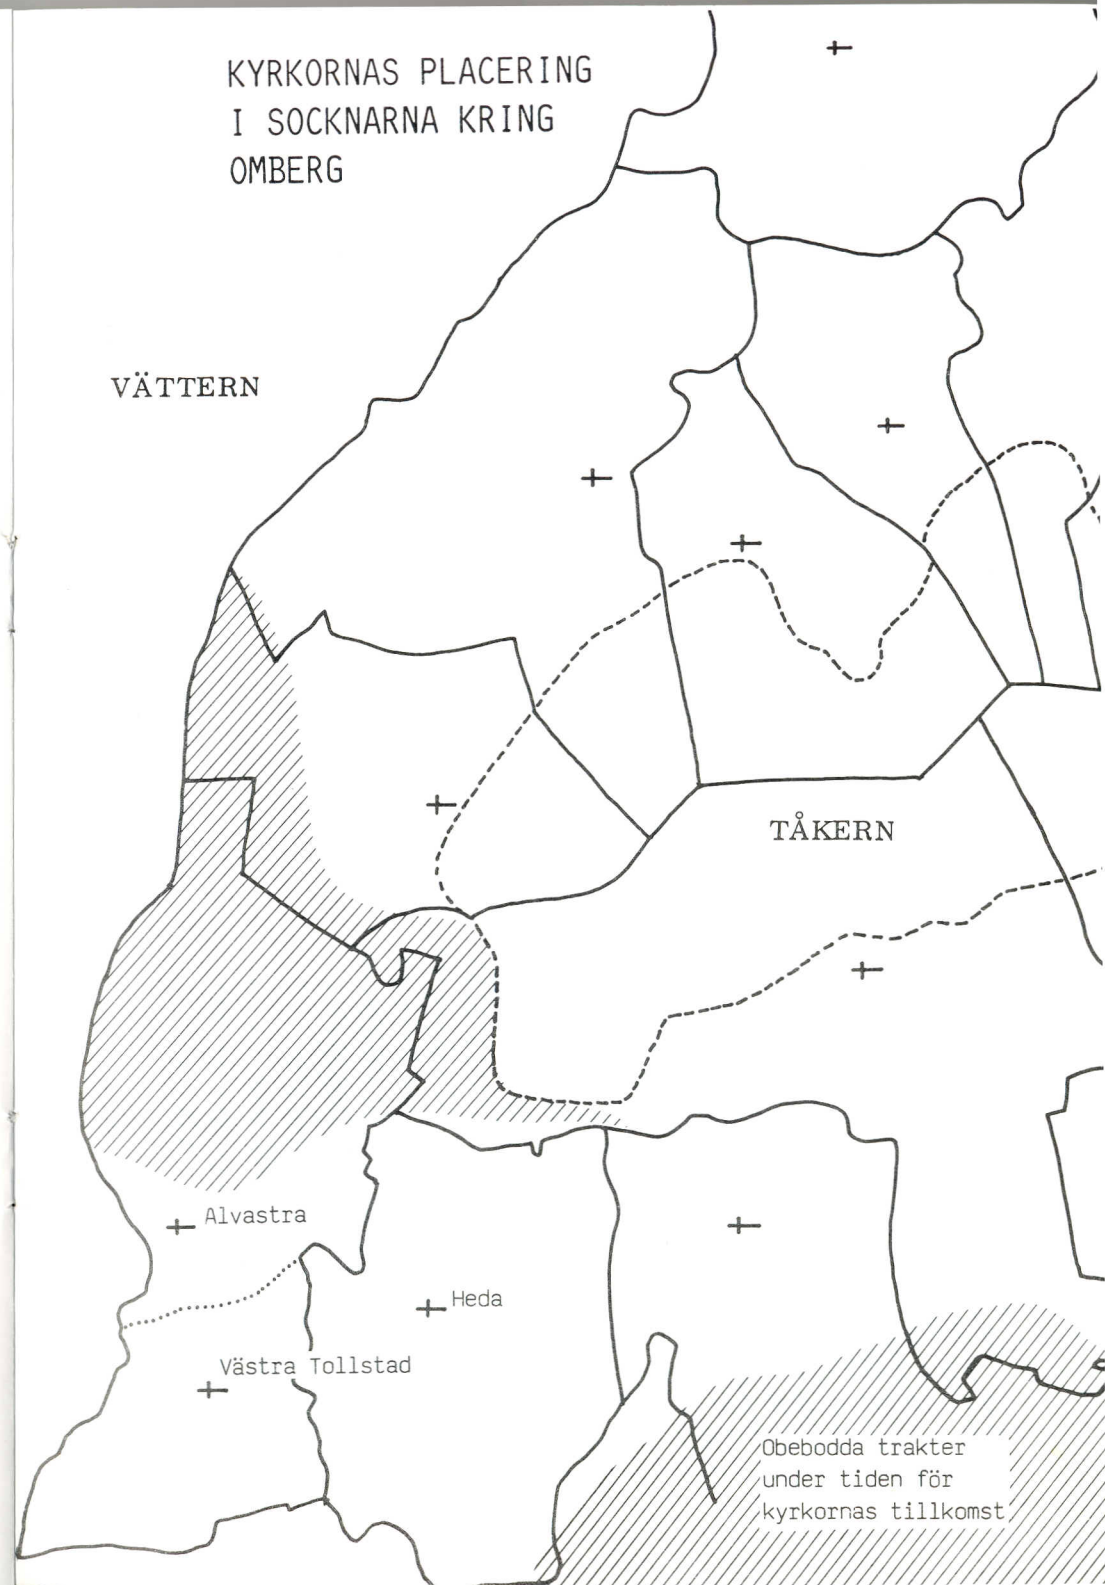 KYRKORNAS PLACERING
I SOCKNARNA KRING
OMBERG
VÄTTERN
TÅKERN
Alvastra
Heda
Västra Tollstad
Obebodda trakter
under tiden för
kyrkornas tillkomst